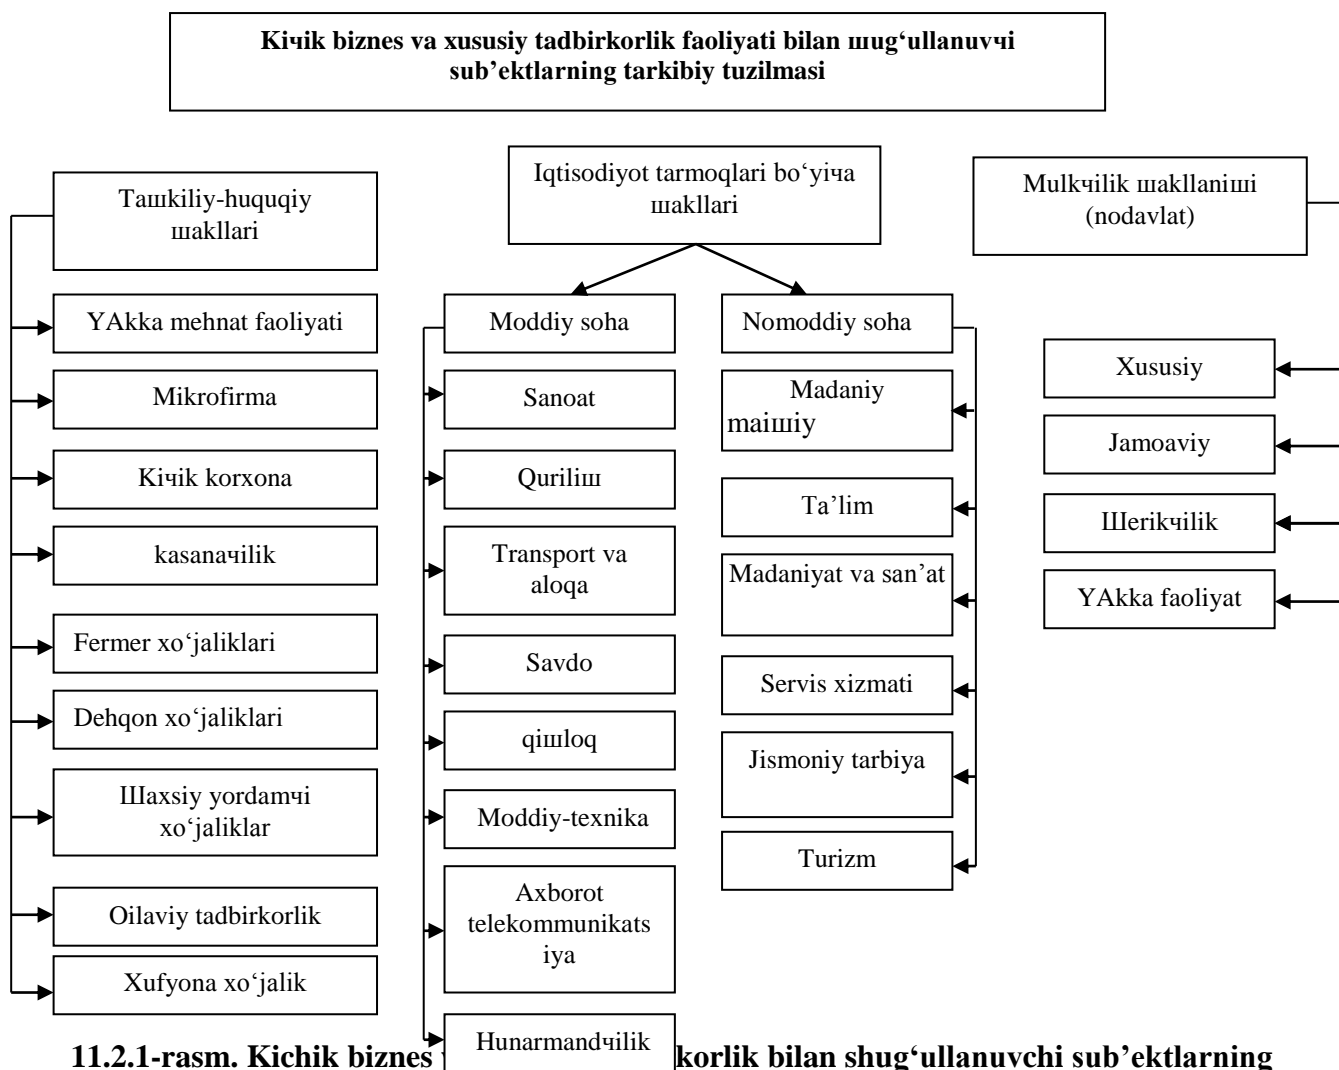 Kiчik biznes va xususiy tadbirkorlik faoliyati bilan шug‘ullanuvчi
sub’ektlarning tarkibiy tuzilmasi
Taшkiliy-huquqiy
шakllari
YAkka mehnat faoliyati
Mikrofirma
Kiчik korxona
kasanaчilik
Fermer xo‘jaliklari
Dehqon xo‘jaliklari
Шaxsiy yordamчi
xo‘jaliklar
Oilaviy tadbirkorlik
Xufyona xo‘jalik
Iqtisodiyot tarmoqlari bo‘yiчa
шakllari
Moddiy soha
Sanoat
Quriliш
Transport va
aloqa
Savdo
qiшloq
Moddiy-texnika
Axborot
telekommunikats
iya
Hunarmandчilik
Nomoddiy soha
Madaniy
maiшiy
Ta’lim
Madaniyat va san’at
Servis xizmati
Jismoniy tarbiya
Turizm
Mulkчilik шakllaniшi
(nodavlat)
Xususiy
Jamoaviy
Шerikчilik
YAkka faoliyat
11.2.1-rasm. Kichik biznes korlik bilan shug‘ullanuvchi sub’ektlarning